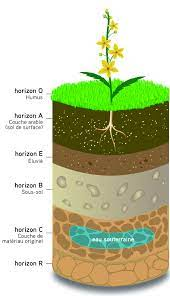 horizon O
Humus
horizon A
Couche arable
(sol de surface)
horizon E
Éluvié
horizon B
Sous-sol
horizon C
Couche de
matériau originel
eau souterraine
horizon R